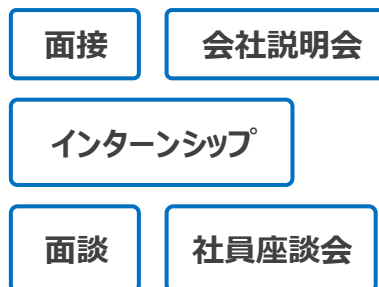 面接
会社説明会
インターンシップ
面談
社員座談会